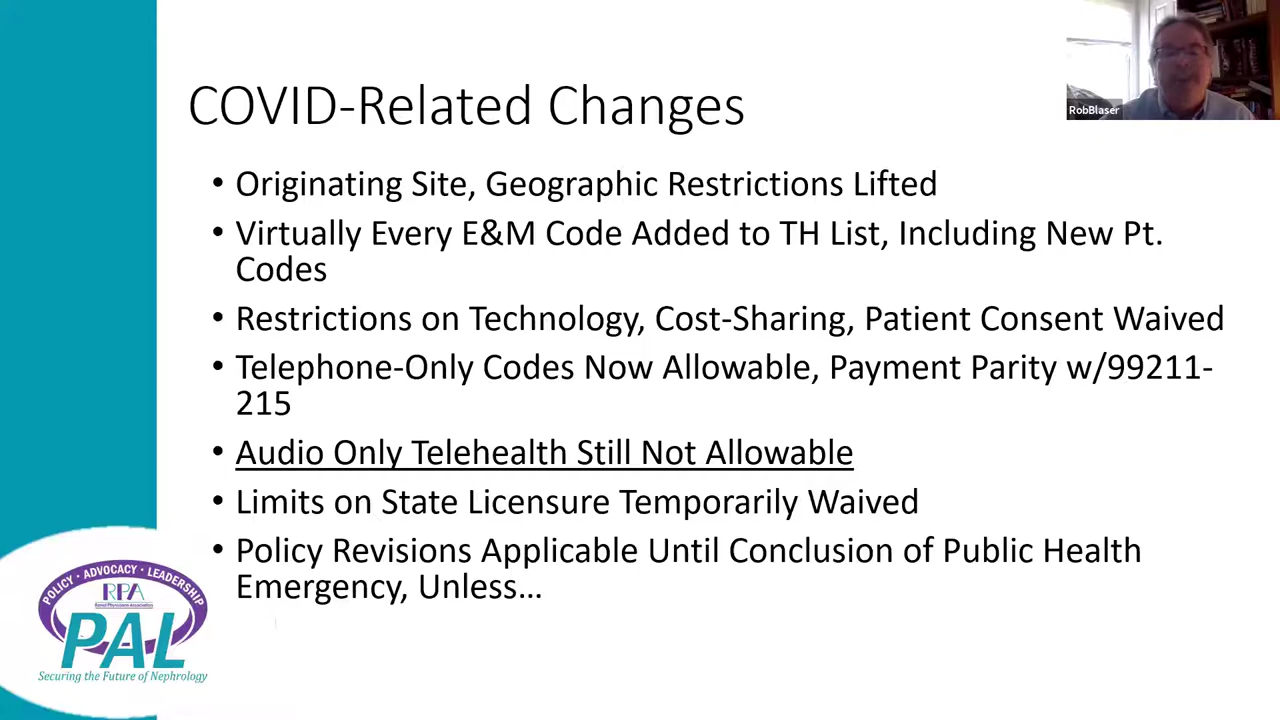 COVID-Related Changes
RobBlaser
• Originating Site, Geographic Restrictions Lifted
• Virtually Every E&M Code Added to TH List, Including New Pt.
Codes
• Restrictions on Technology, Cost-Sharing, Patient Consent Waived
• Telephone-Only Codes Now Allowable, Payment Parity w/99211-
215
• Audio Only Telehealth Still Not Allowable
• Limits on State Licensure Temporarily Waived
• Policy Revisions Applicable Until Conclusion of Public Health
Emergency, Unless…
POLICY • ADVOCACY • LEADERSHIP
RPA
Renal Physicians Association
PAL
Securing the Future of Nephrology